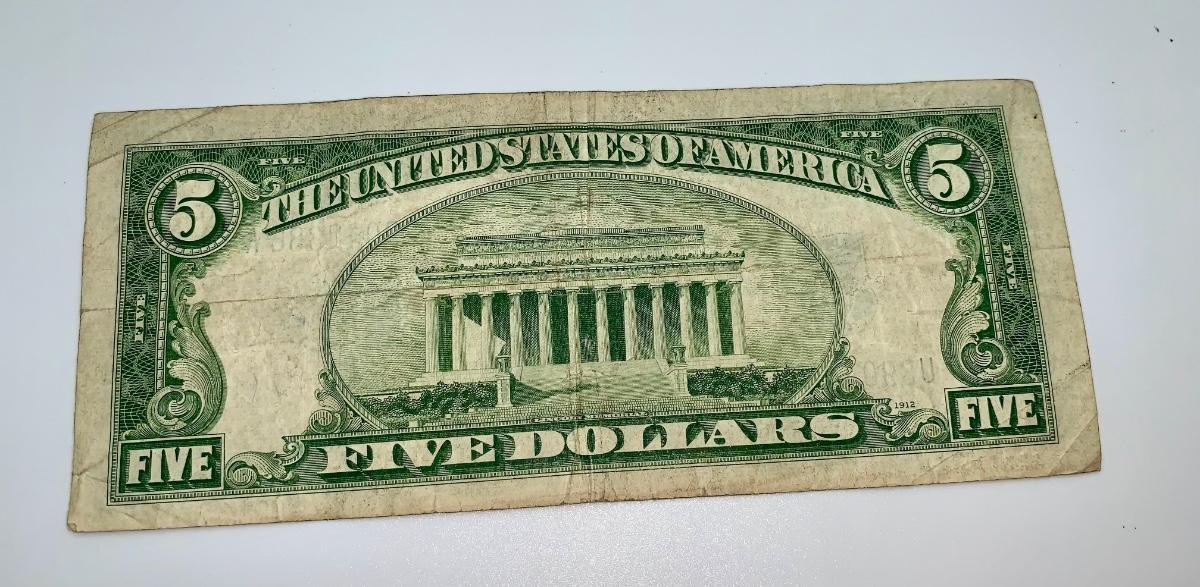 FIVE FIVE
5 THE UNITED STATES OF AMERICA 5
FIVE FIVE
1912
FIVE FIVE DOLLARS FIVE